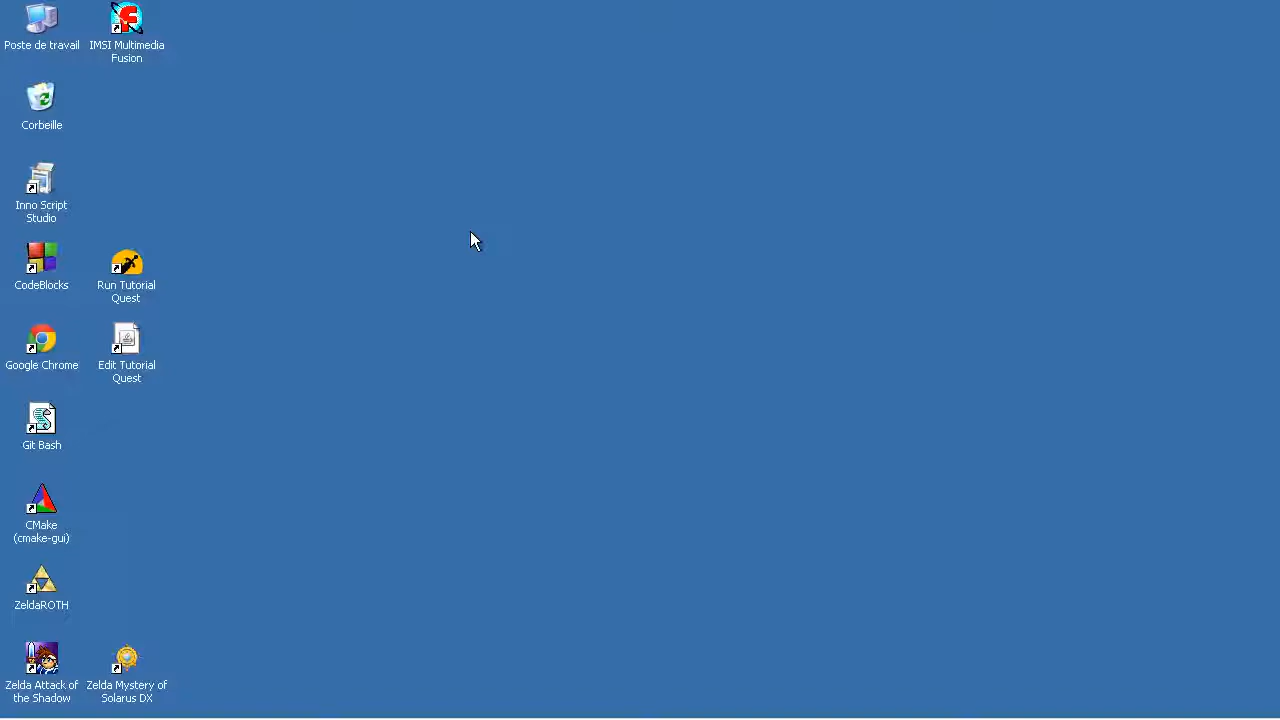 Poste de travail
IMSI Multimedia
Fusion
Corbeille
Inno Script
Studio
CodeBlocks
Run Tutorial
Quest
Google Chrome
Edit Tutorial
Quest
Git Bash
CMake
(cmake-gui)
ZeldaROTH
Zelda Attack of
the Shadow
Zelda Mystery of
Solarus DX